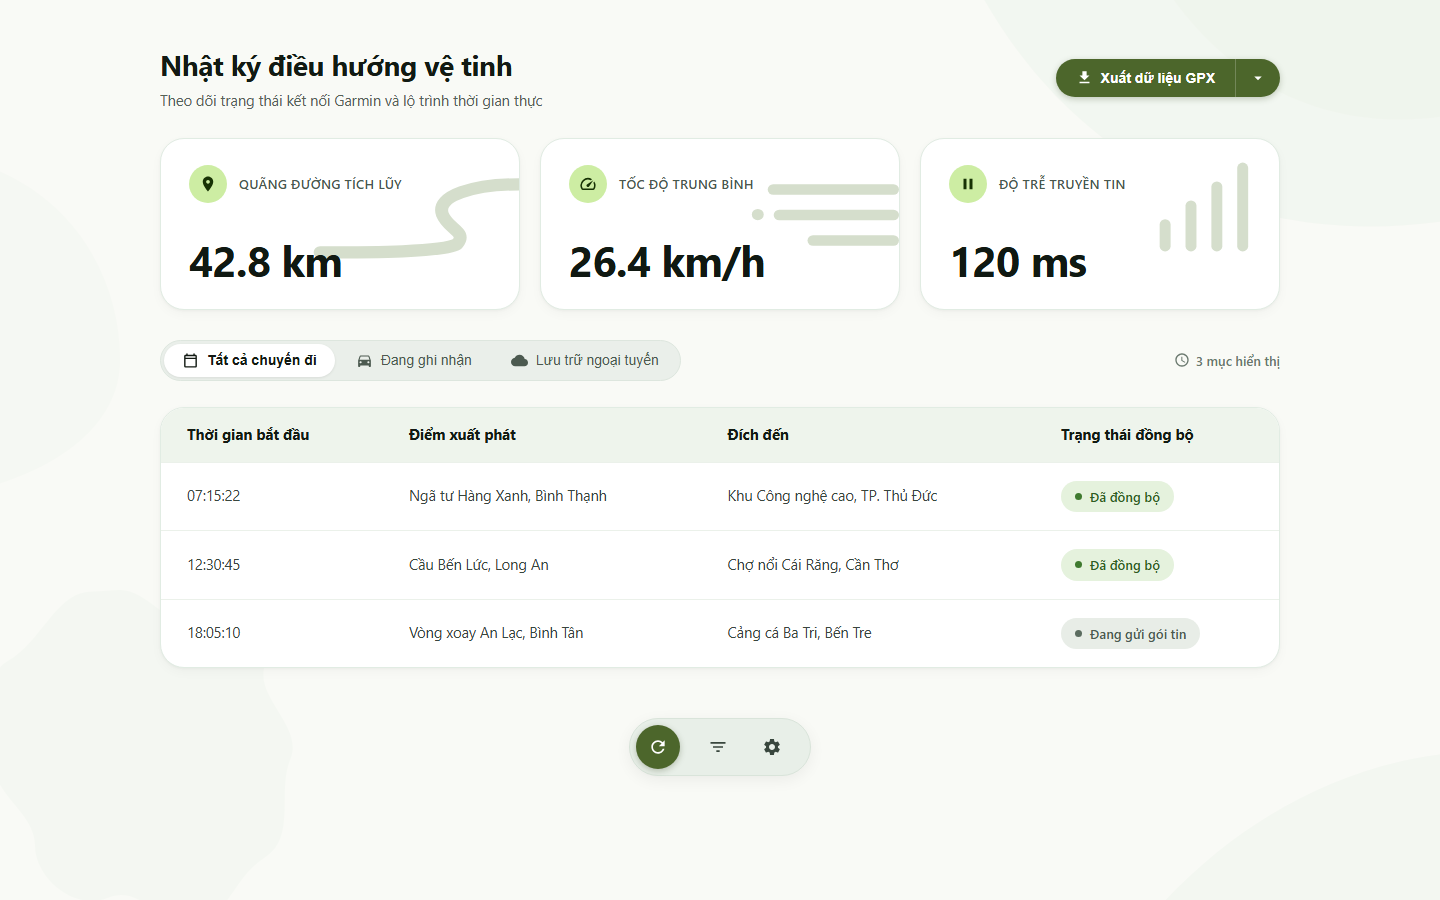 Nhật ký điều hướng vệ tinh
Theo dõi trạng thái kết nối Garmin và lộ trình thời gian thực
Xuất dữ liệu GPX
QUÃNG ĐƯỜNG TÍCH LŨY
42.8 km
TỐC ĐỘ TRUNG BÌNH
26.4 km/h
ĐỘ TRỄ TRUYỀN TIN
120 ms
Tất cả chuyến đi
Đang ghi nhận
Lưu trữ ngoại tuyến
3 mục hiển thị
Thời gian bắt đầu
Điểm xuất phát
Đích đến
Trạng thái đồng bộ
07:15:22
Ngã tư Hàng Xanh, Bình Thạnh
Khu Công nghệ cao, TP. Thủ Đức
Đã đồng bộ
12:30:45
Cầu Bến Lức, Long An
Chợ nổi Cái Răng, Cần Thơ
Đã đồng bộ
18:05:10
Vòng xoay An Lạc, Bình Tân
Cảng cá Ba Tri, Bến Tre
Đang gửi gói tin